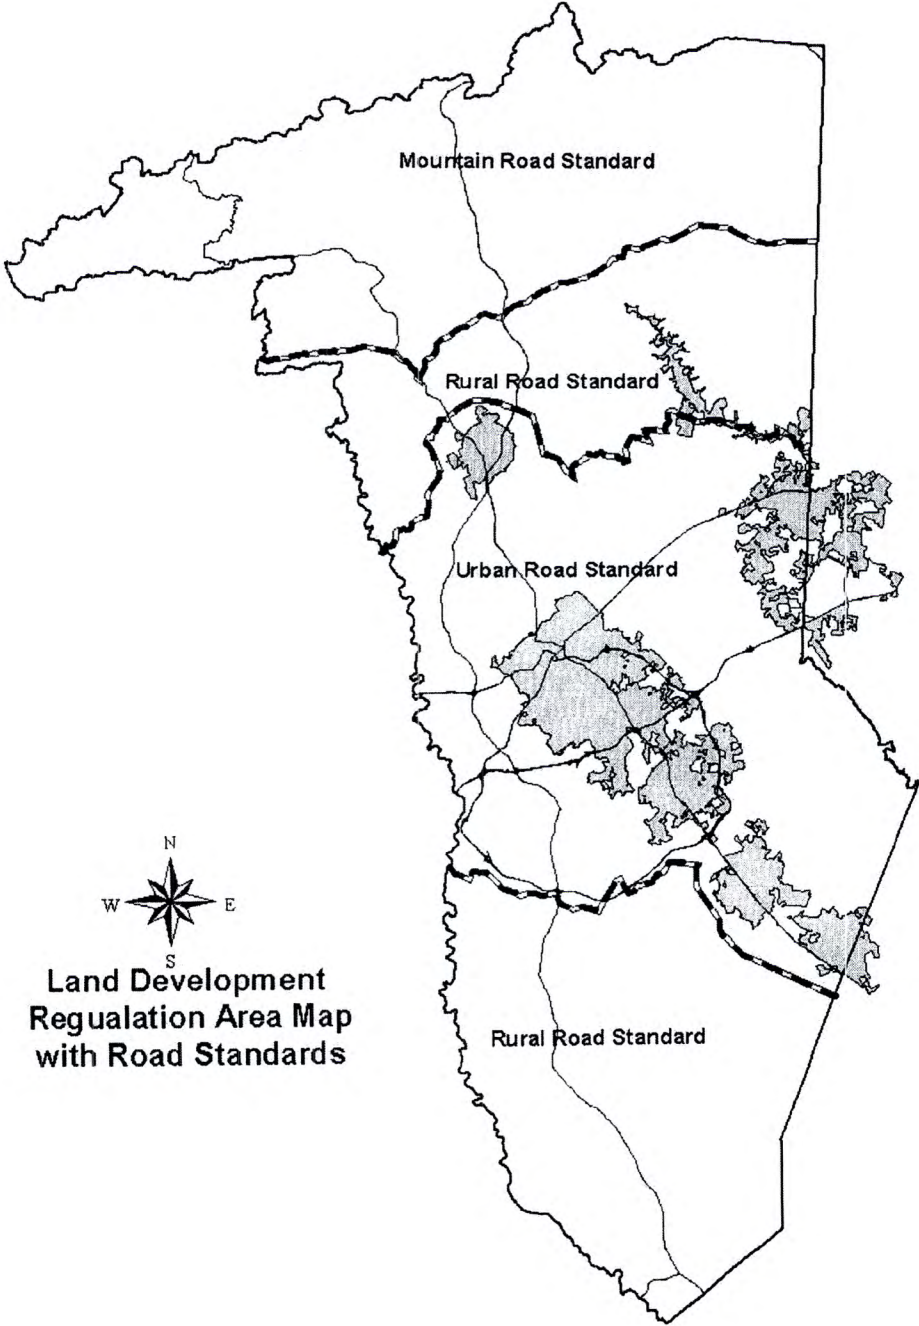 Mountain Road Standard
Rural Road Standard
Urban Road Standard
N
W E
S
Land Development
Regualation Area Map
with Road Standards
Rural Road Standard